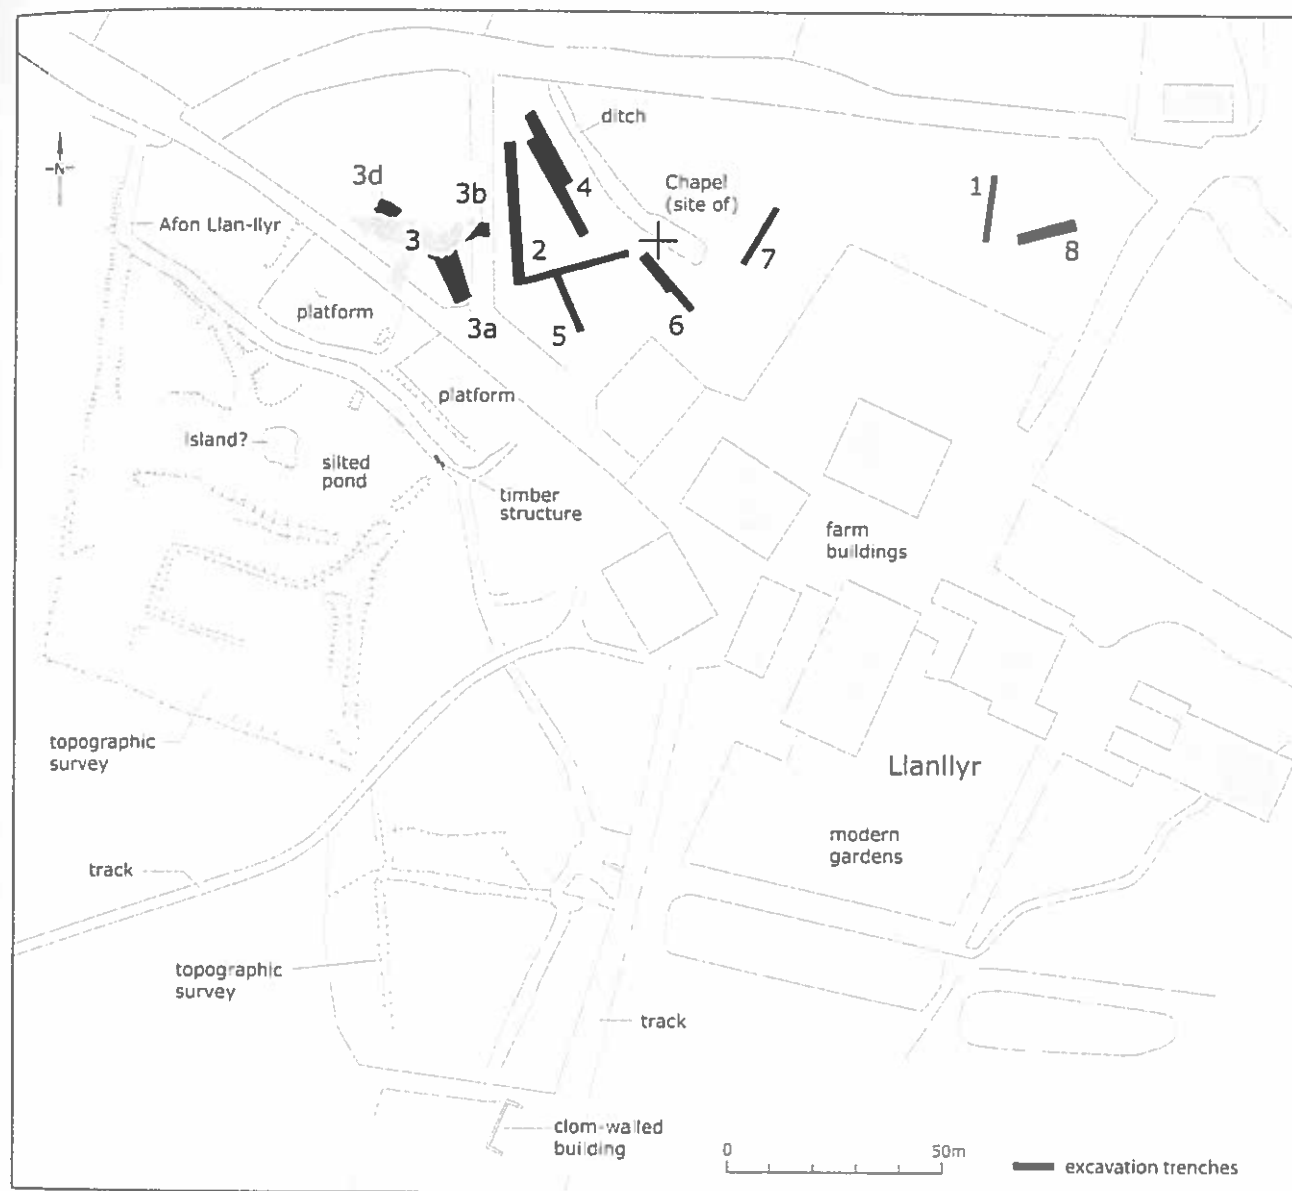 ditch
N
3d
3b
4
Chapel
(site of)
1
Afon Llan-llyr
3
2
7
8
platform
3a
5
6
platform
Island?
silted
pond
timber
structure
farm
buildings
topographic
survey
Llanllyr
modern
gardens
track
topographic
survey
track
clom-walled
building
0
50m
excavation trenches